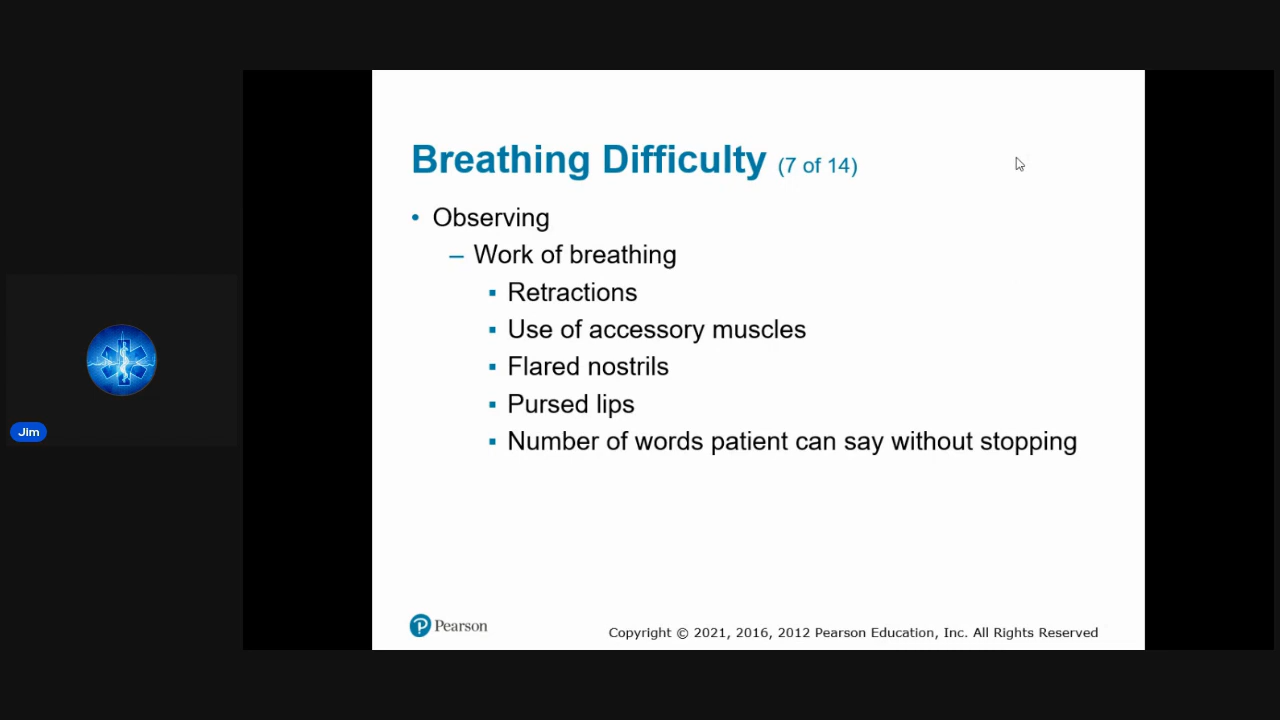 Breathing Difficulty (7 of 14)
• Observing
– Work of breathing
▪ Retractions
▪ Use of accessory muscles
▪ Flared nostrils
▪ Pursed lips
▪ Number of words patient can say without stopping
Jim
Pearson
Copyright © 2021, 2016, 2012 Pearson Education, Inc. All Rights Reserved